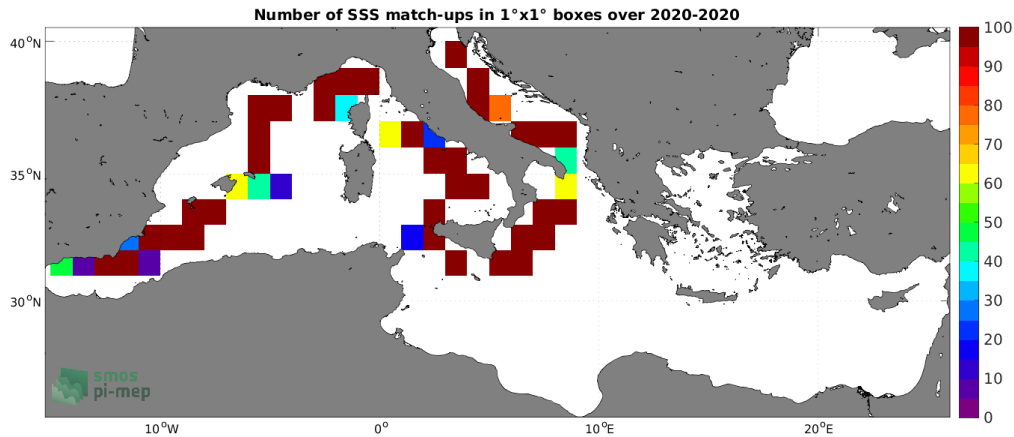 Number of SSS match-ups in 1°x1° boxes over 2020-2020
40°N
35°N
30°N
10°W
0°
10°E
20°E
100
90
80
70
60
50
40
30
20
10
0
smos
pi-mep